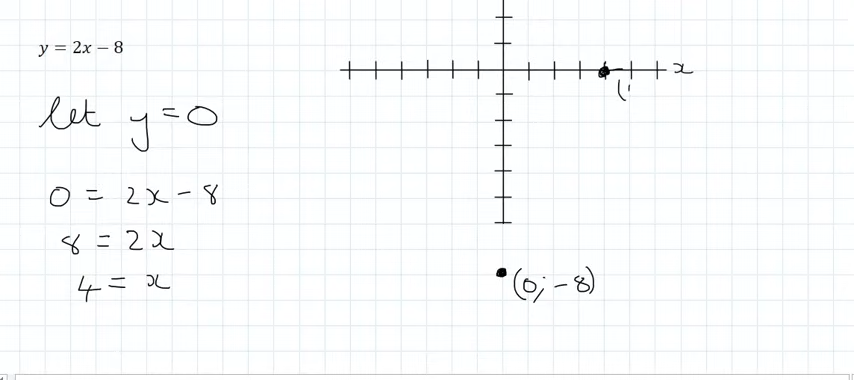 y = 2x − 8
let y = 0
0 = 2x − 8
8 = 2x
4 = x
x
(
(0; −8)